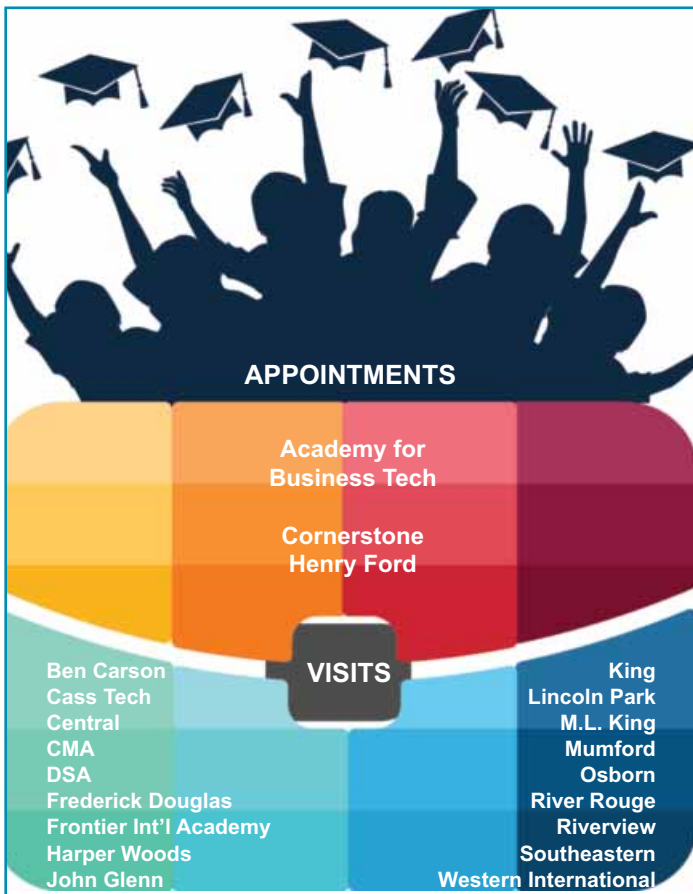 APPOINTMENTS
Academy for
Business Tech
Cornerstone
Henry Ford
VISITS
Ben Carson
Cass Tech
Central
CMA
DSA
Frederick Douglas
Frontier Int'l Academy
Harper Woods
John Glenn
King
Lincoln Park
M.L. King
Mumford
Osborn
River Rouge
Riverview
Southeastern
Western International